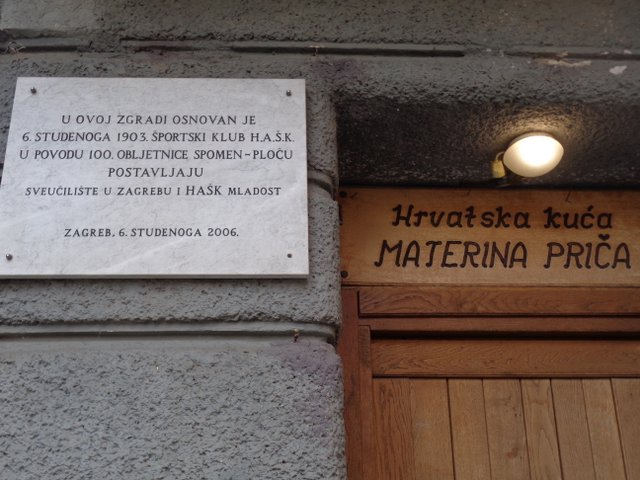 U OVOJ ZGRADI OSNOVAN JE
6. STUDENOGA 1903. ŠPORTSKI KLUB H.A.Š.K.
U POVODU 100. OBLJETNICE SPOMEN-PLOČU
POSTAVLJAJU
SVEUČILIŠTE U ZAGREBU I HAŠK MLADOST
ZAGREB, 6. STUDENOGA 2006.
Hrvatska kuća
MATERINA PRIČA